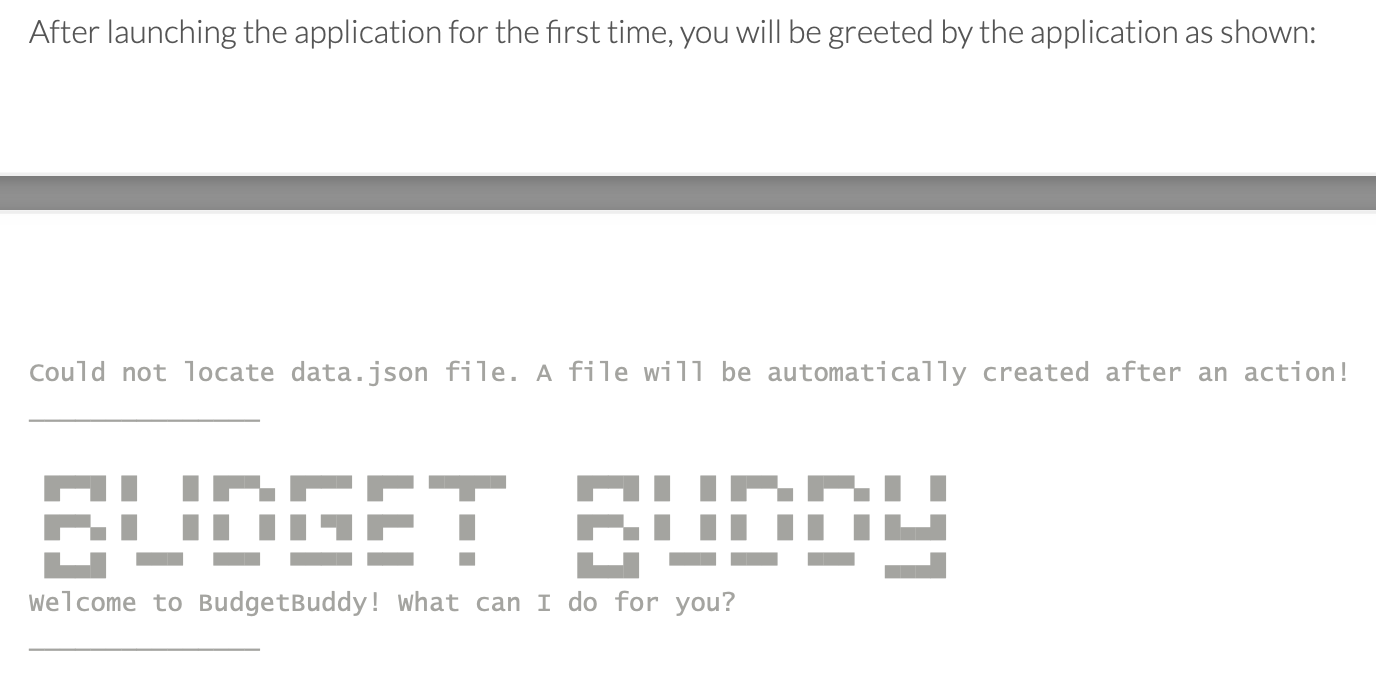 After launching the application for the first time, you will be greeted by the application as shown:
Could not locate data.json file. A file will be automatically created after an action!
BUDGET BUDDY
Welcome to BudgetBuddy! What can I do for you?